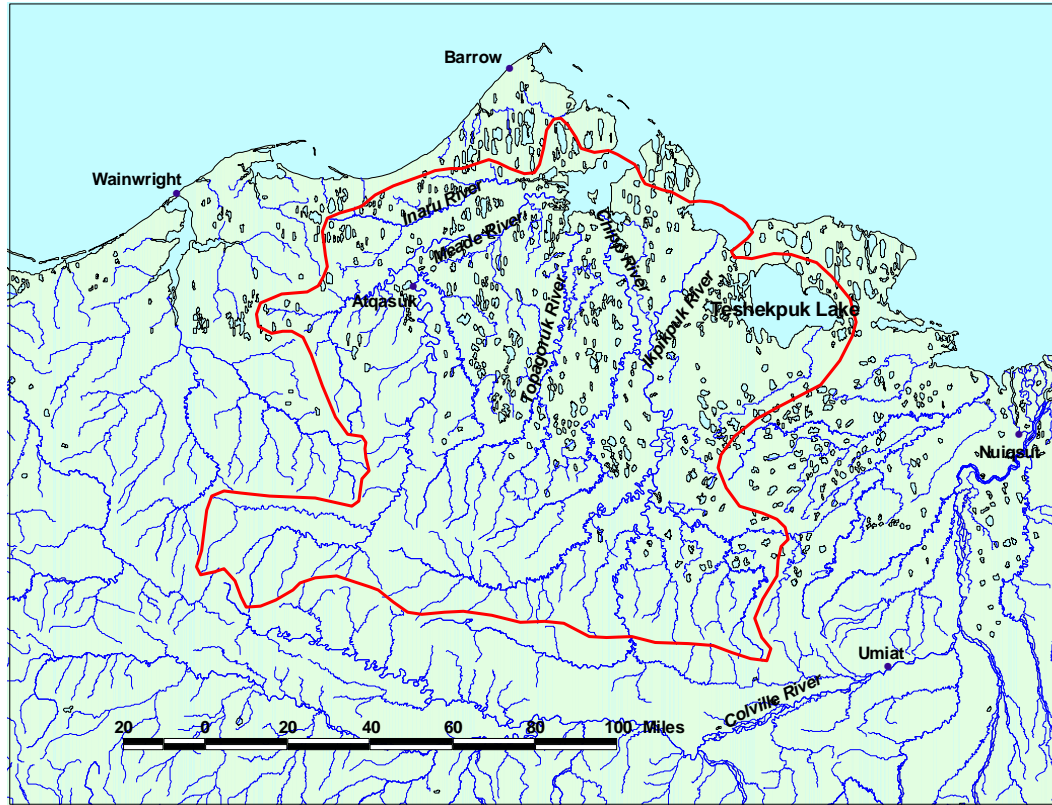 Barrow
Wainwright
Inaru River
Meade River
Chipp River
Atqasuk
Topagoruk River
Ikpikpuk River
Teshekpuk Lake
Nuiqsut
Umiat
Colville River
20 0 20 40 60 80 100 Miles